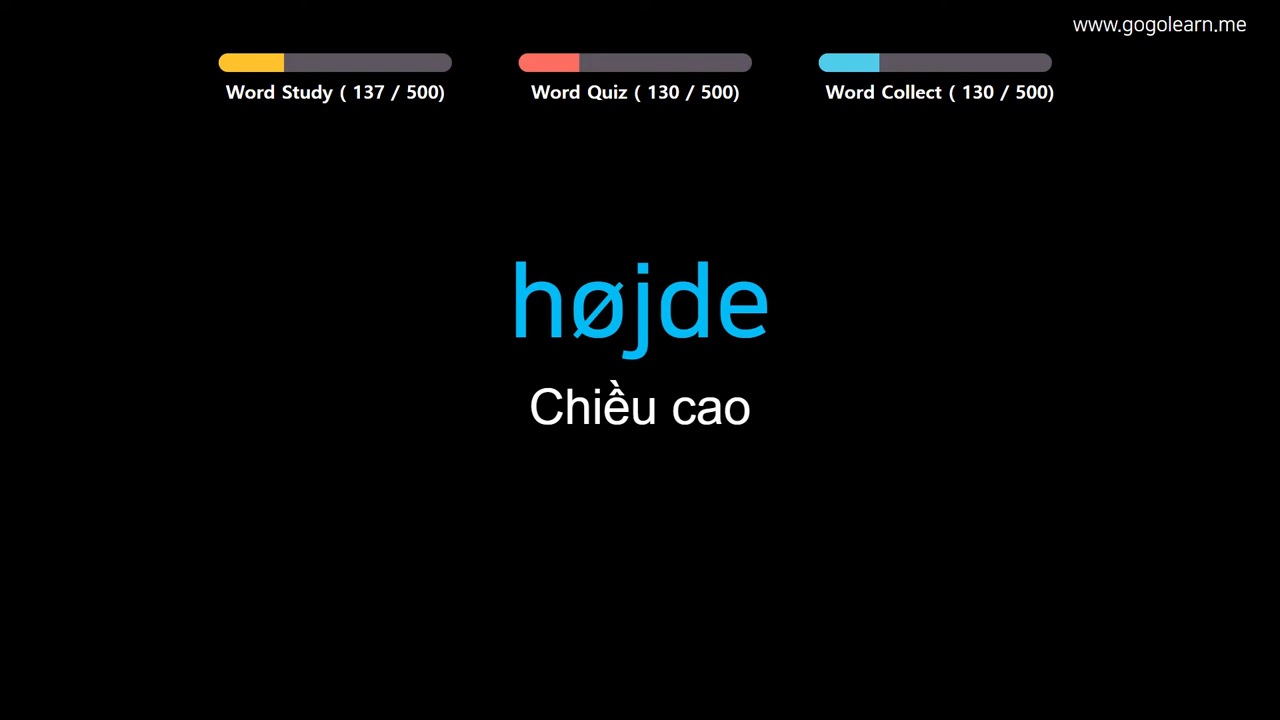 www.gogolearn.me
Word Study ( 137 / 500)
Word Quiz ( 130 / 500)
Word Collect ( 130 / 500)
højde
Chiều cao